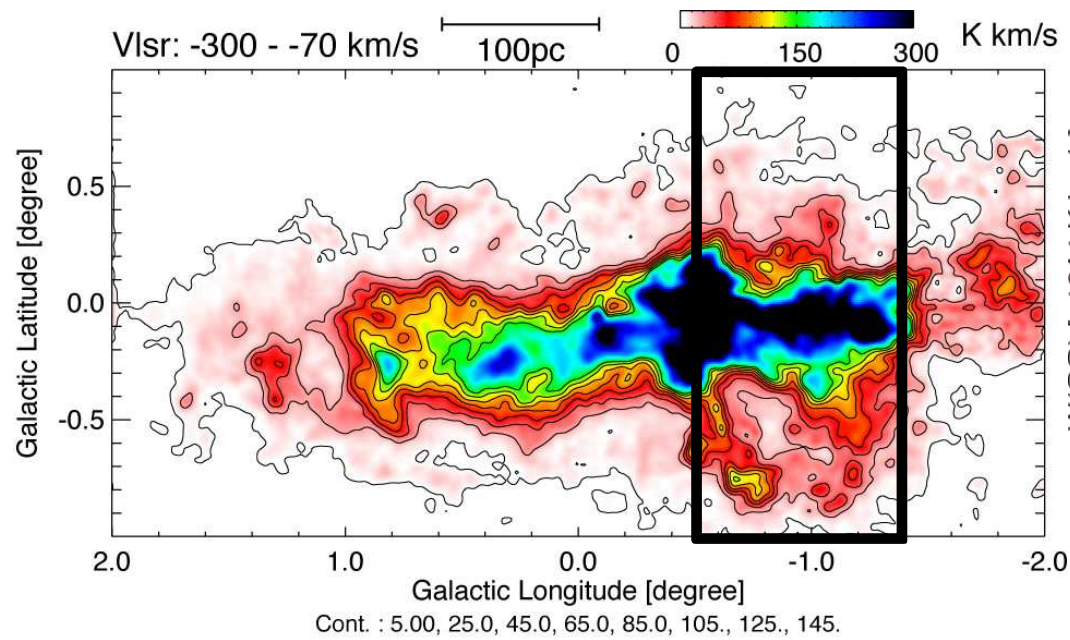 Vlsr: -300 - -70 km/s
100pc
0 150 300 K km/s
Galactic Latitude [degree]
0.5
0.0
-0.5
2.0 1.0 0.0 -1.0 -2.0
Galactic Longitude [degree]
Cont. : 5.00, 25.0, 45.0, 65.0, 85.0, 105., 125., 145.